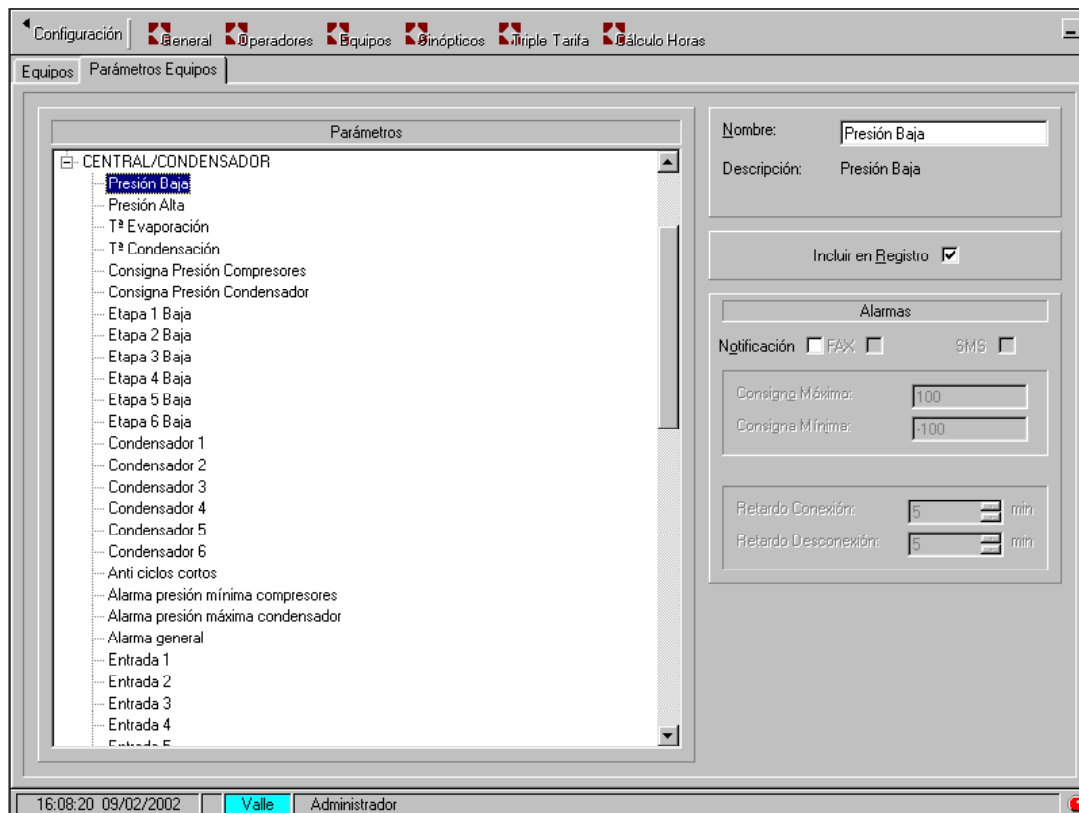 Configuración General Operadores Equipos Sinópticos Triple Tarifa Cálculo Horas
Equipos Parámetros Equipos
Parámetros
CENTRAL/CONDENSADOR
Presión Baja
Presión Alta
Tª Evaporación
Tª Condensación
Consigna Presión Compresores
Consigna Presión Condensador
Etapa 1 Baja
Etapa 2 Baja
Etapa 3 Baja
Etapa 4 Baja
Etapa 5 Baja
Etapa 6 Baja
Condensador 1
Condensador 2
Condensador 3
Condensador 4
Condensador 5
Condensador 6
Anti ciclos cortos
Alarma presión mínima compresores
Alarma presión máxima condensador
Alarma general
Entrada 1
Entrada 2
Entrada 3
Entrada 4
Entrada 5
Nombre: Presión Baja
Descripción: Presión Baja
Incluir en Registro
Alarmas
Notificación FAX SMS
Consigna Máxima: 100
Consigna Mínima: -100
Retardo Conexión: 5 min
Retardo Desconexión: 5 min
16:08:20 09/02/2002 Valle Administrador